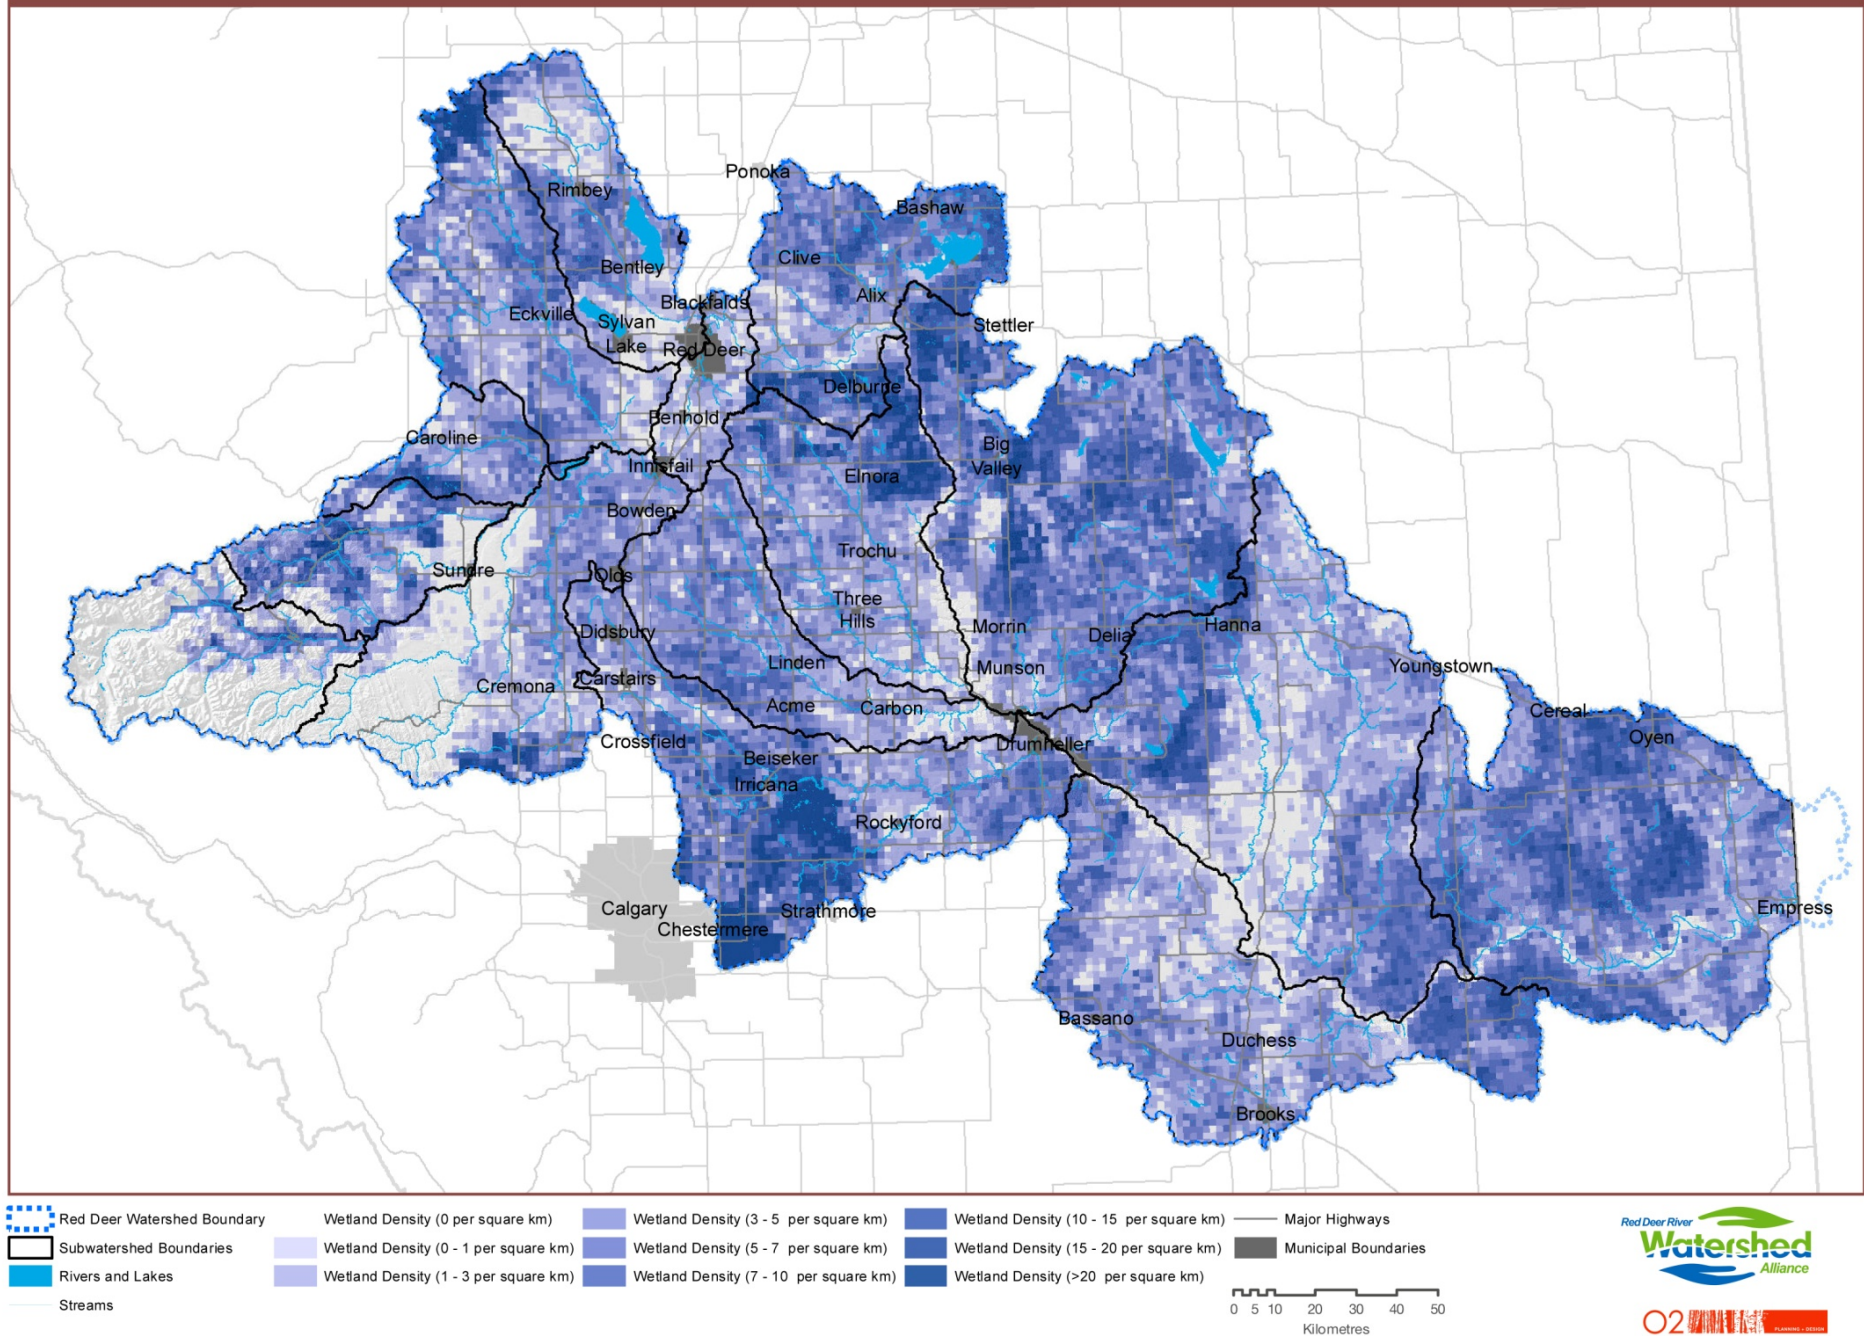 Ponoka
Rimbey
Bashaw
Clive
Bentley
Alix
Blackfalds
Eckville
Sylvan
Lake
Stettler
Red Deer
Delburne
Penhold
Caroline
Big
Valley
Innisfail
Elnora
Bowden
Trochu
Sundre
Olds
Three
Hills
Didsbury
Morrin
Delia
Hanna
Linden
Munson
Youngstown
Cremona
Carstairs
Acme
Carbon
Cereal
Crossfield
Drumheller
Oyen
Beiseker
Irricana
Rockyford
Calgary
Strathmore
Empress
Chestermere
Bassano
Duchess
Brooks
Red Deer Watershed Boundary
Subwatershed Boundaries
Rivers and Lakes
Streams
Wetland Density (0 per square km)
Wetland Density (0 - 1 per square km)
Wetland Density (1 - 3 per square km)
Wetland Density (3 - 5 per square km)
Wetland Density (5 - 7 per square km)
Wetland Density (7 - 10 per square km)
Wetland Density (10 - 15 per square km)
Wetland Density (15 - 20 per square km)
Wetland Density (>20 per square km)
Major Highways
Municipal Boundaries
0 5 10 20 30 40 50
Kilometres
Red Deer River
Watershed
Alliance
O2
PLANNING + DESIGN